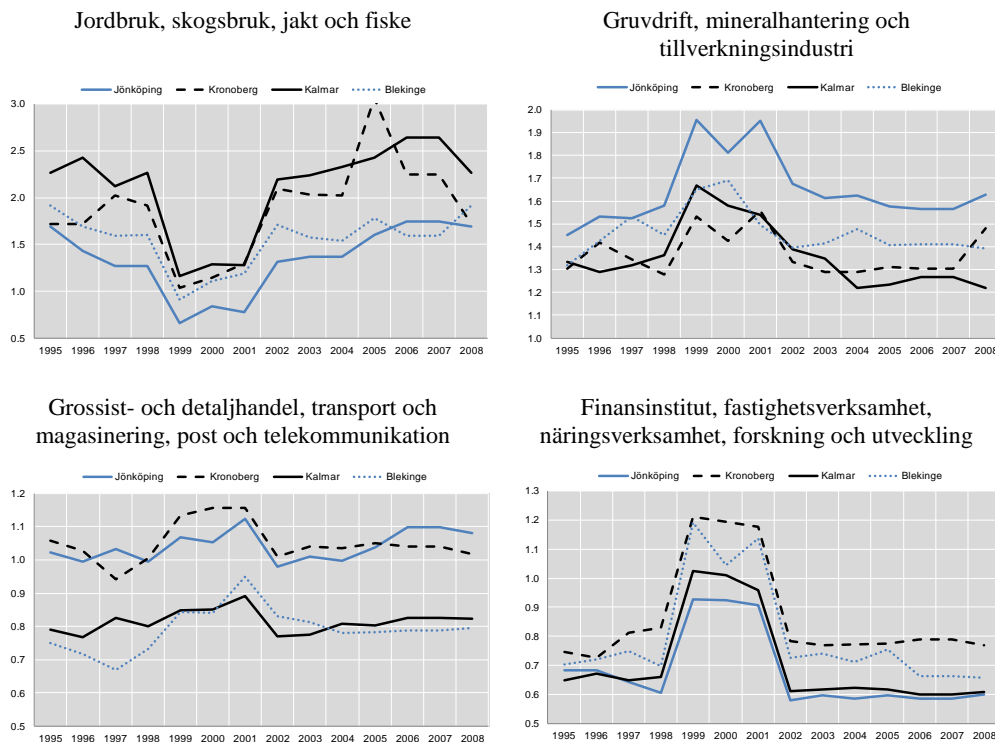 Jordbruk, skogsbruk, jakt och fiske
Jönköping Kronoberg Kalmar Blekinge
3.0
2.5
2.0
1.5
1.0
0.5
1995 1996 1997 1998 1999 2000 2001 2002 2003 2004 2005 2006 2007 2008
Gruvdrift, mineralhantering och
tillverkningsindustri
Jönköping Kronoberg Kalmar Blekinge
2.0
1.9
1.8
1.7
1.6
1.5
1.4
1.3
1.2
1.1
1.0
1995 1996 1997 1998 1999 2000 2001 2002 2003 2004 2005 2006 2007 2008
Grossist- och detaljhandel, transport och
magasinering, post och telekommunikation
Jönköping Kronoberg Kalmar Blekinge
1.2
1.1
1.0
0.9
0.8
0.7
0.6
0.5
1995 1996 1997 1998 1999 2000 2001 2002 2003 2004 2005 2006 2007 2008
Finansinstitut, fastighetsverksamhet,
näringsverksamhet, forskning och utveckling
Jönköping Kronoberg Kalmar Blekinge
1.3
1.2
1.1
1.0
0.9
0.8
0.7
0.6
0.5
1995 1996 1997 1998 1999 2000 2001 2002 2003 2004 2005 2006 2007 2008